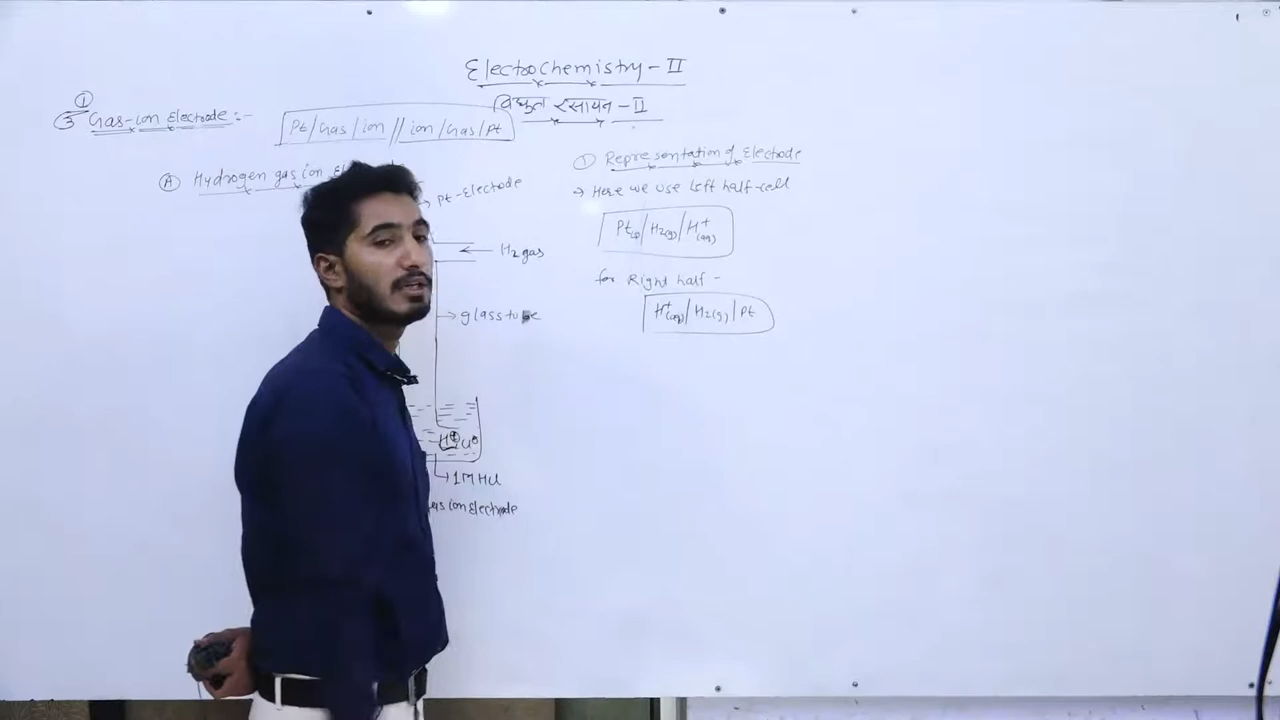 Electrochemistry-II
विद्युत रसायन-II
①
3 Gas-ion Electrode :-
Pt/Gas/ion // ion/Gas/Pt
Ⓐ Hydrogen gas ion
→ Pt-Electrode
← H2 gas
→ glass tube
→ 1M HCl
gas ion Electrode
① Representation of Electrode
→ Here we use left half-cell
Pt(s)/H2(g)/H+(aq)
for Right half-
H+(aq)/H2(g)/Pt